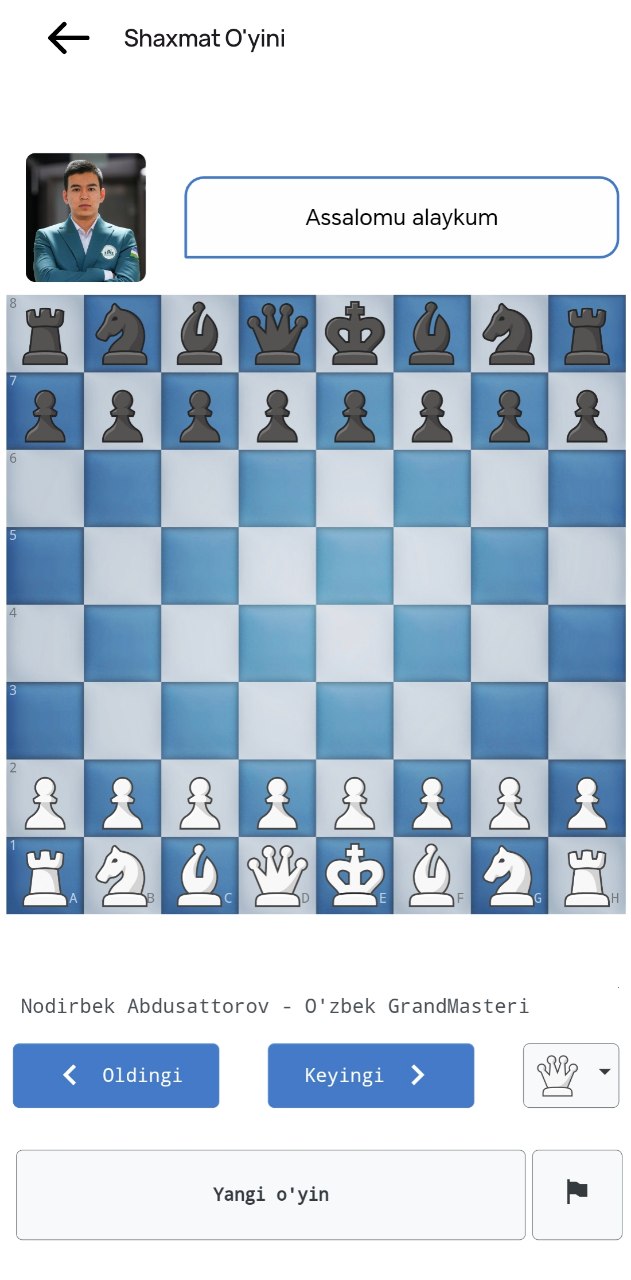 Shaxmat O'yini
Assalomu alaykum
8
7
6
5
4
3
2
1
A B C D E F G H
Nodirbek Abdusattorov - O'zbek GrandMasteri
Oldingi Keyingi
Yangi o'yin